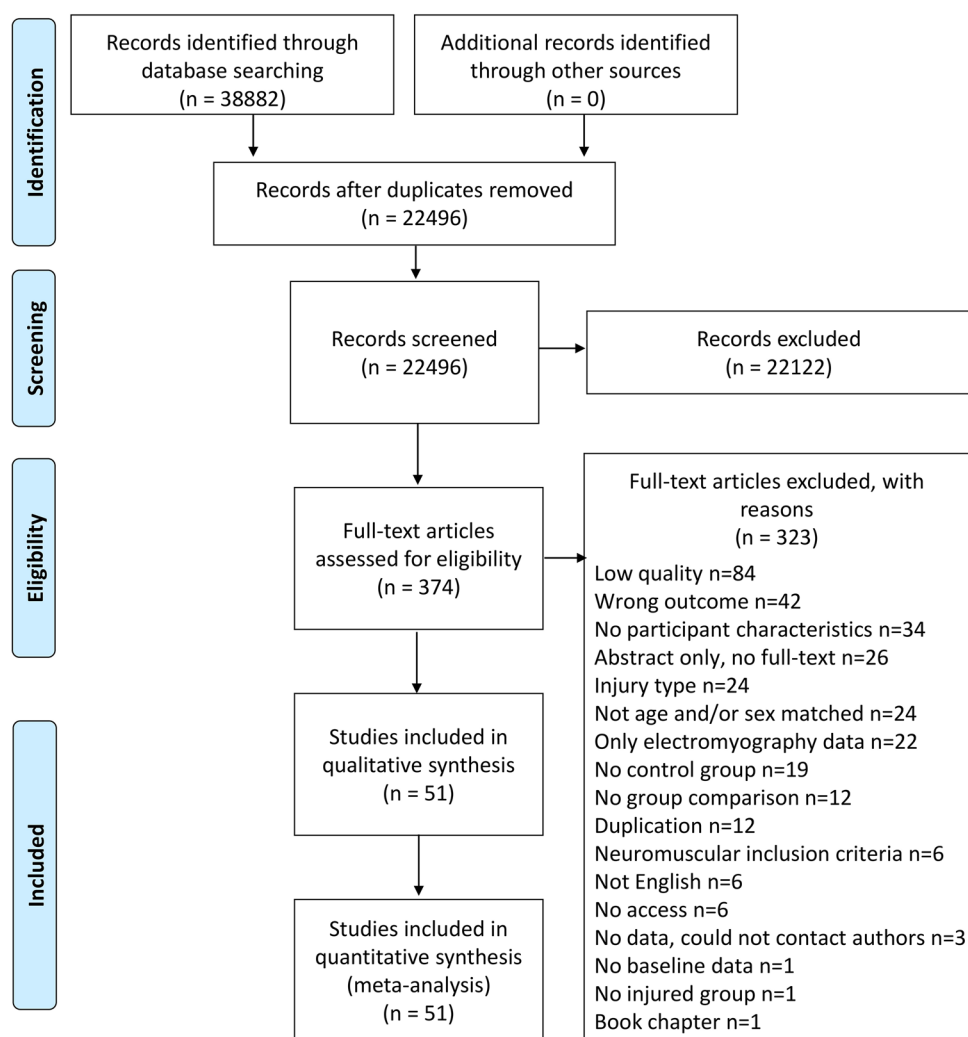 Identification
Records identified through
database searching
(n = 38882)
Additional records identified
through other sources
(n = 0)
Records after duplicates removed
(n = 22496)
Screening
Records screened
(n = 22496)
Records excluded
(n = 22122)
Eligibility
Full-text articles
assessed for eligibility
(n = 374)
Full-text articles excluded, with
reasons
(n = 323)
Low quality n=84
Wrong outcome n=42
No participant characteristics n=34
Abstract only, no full-text n=26
Injury type n=24
Not age and/or sex matched n=24
Only electromyography data n=22
No control group n=19
No group comparison n=12
Duplication n=12
Neuromuscular inclusion criteria n=6
Not English n=6
No access n=6
No data, could not contact authors n=3
No baseline data n=1
No injured group n=1
Book chapter n=1
Included
Studies included in
qualitative synthesis
(n = 51)
Studies included in
quantitative synthesis
(meta-analysis)
(n = 51)